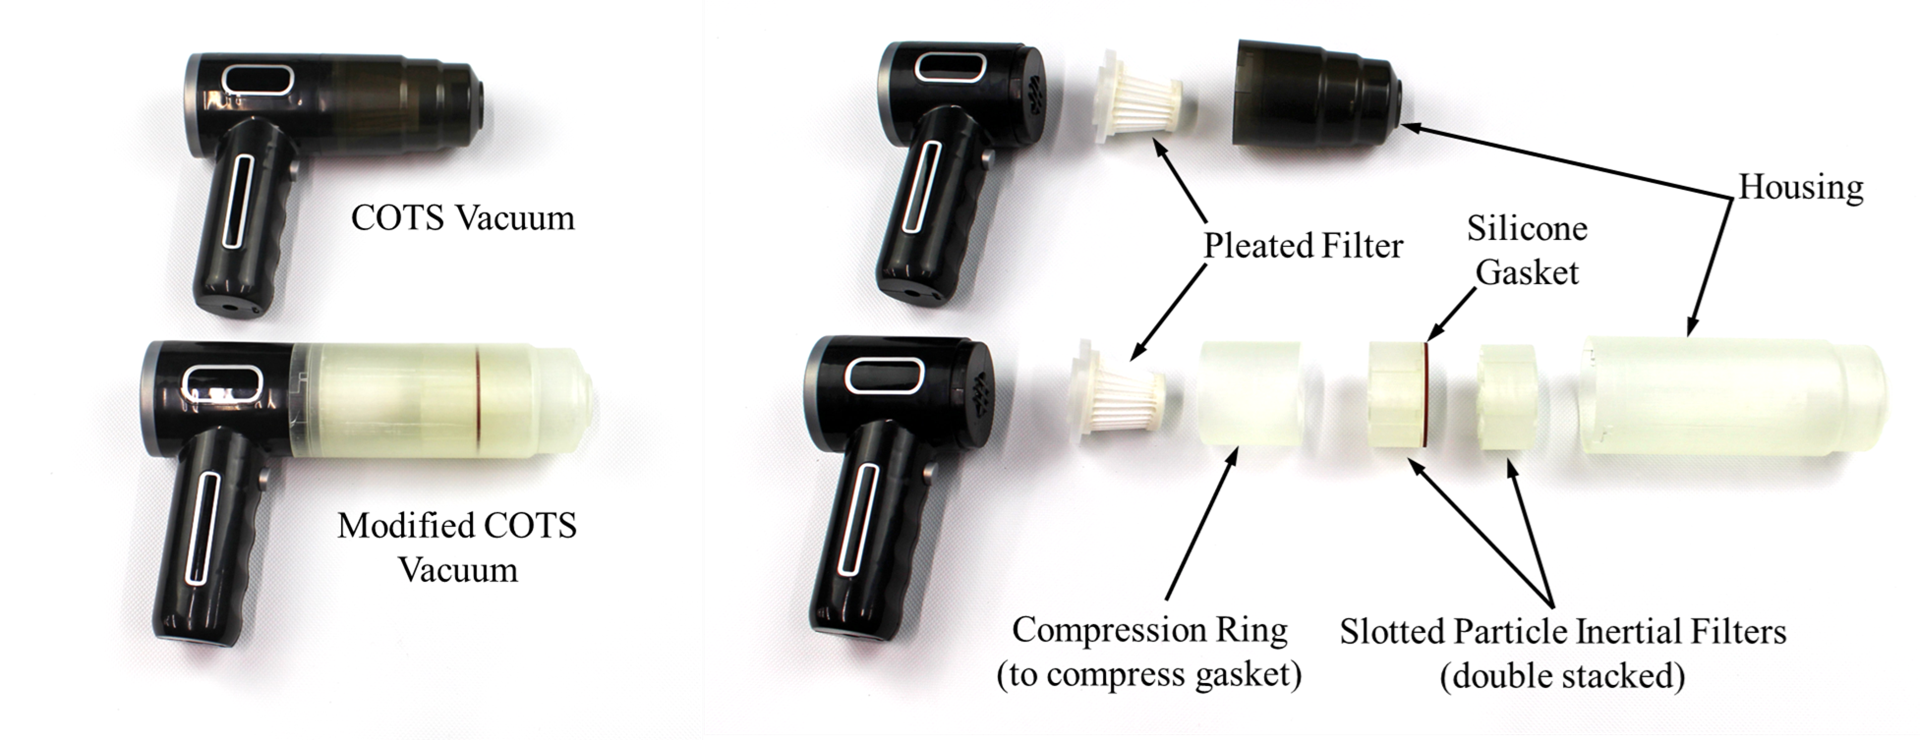 COTS Vacuum
Modified COTS
Vacuum
Housing
Pleated Filter
Silicone
Gasket
Compression Ring
(to compress gasket)
Slotted Particle Inertial Filters
(double stacked)